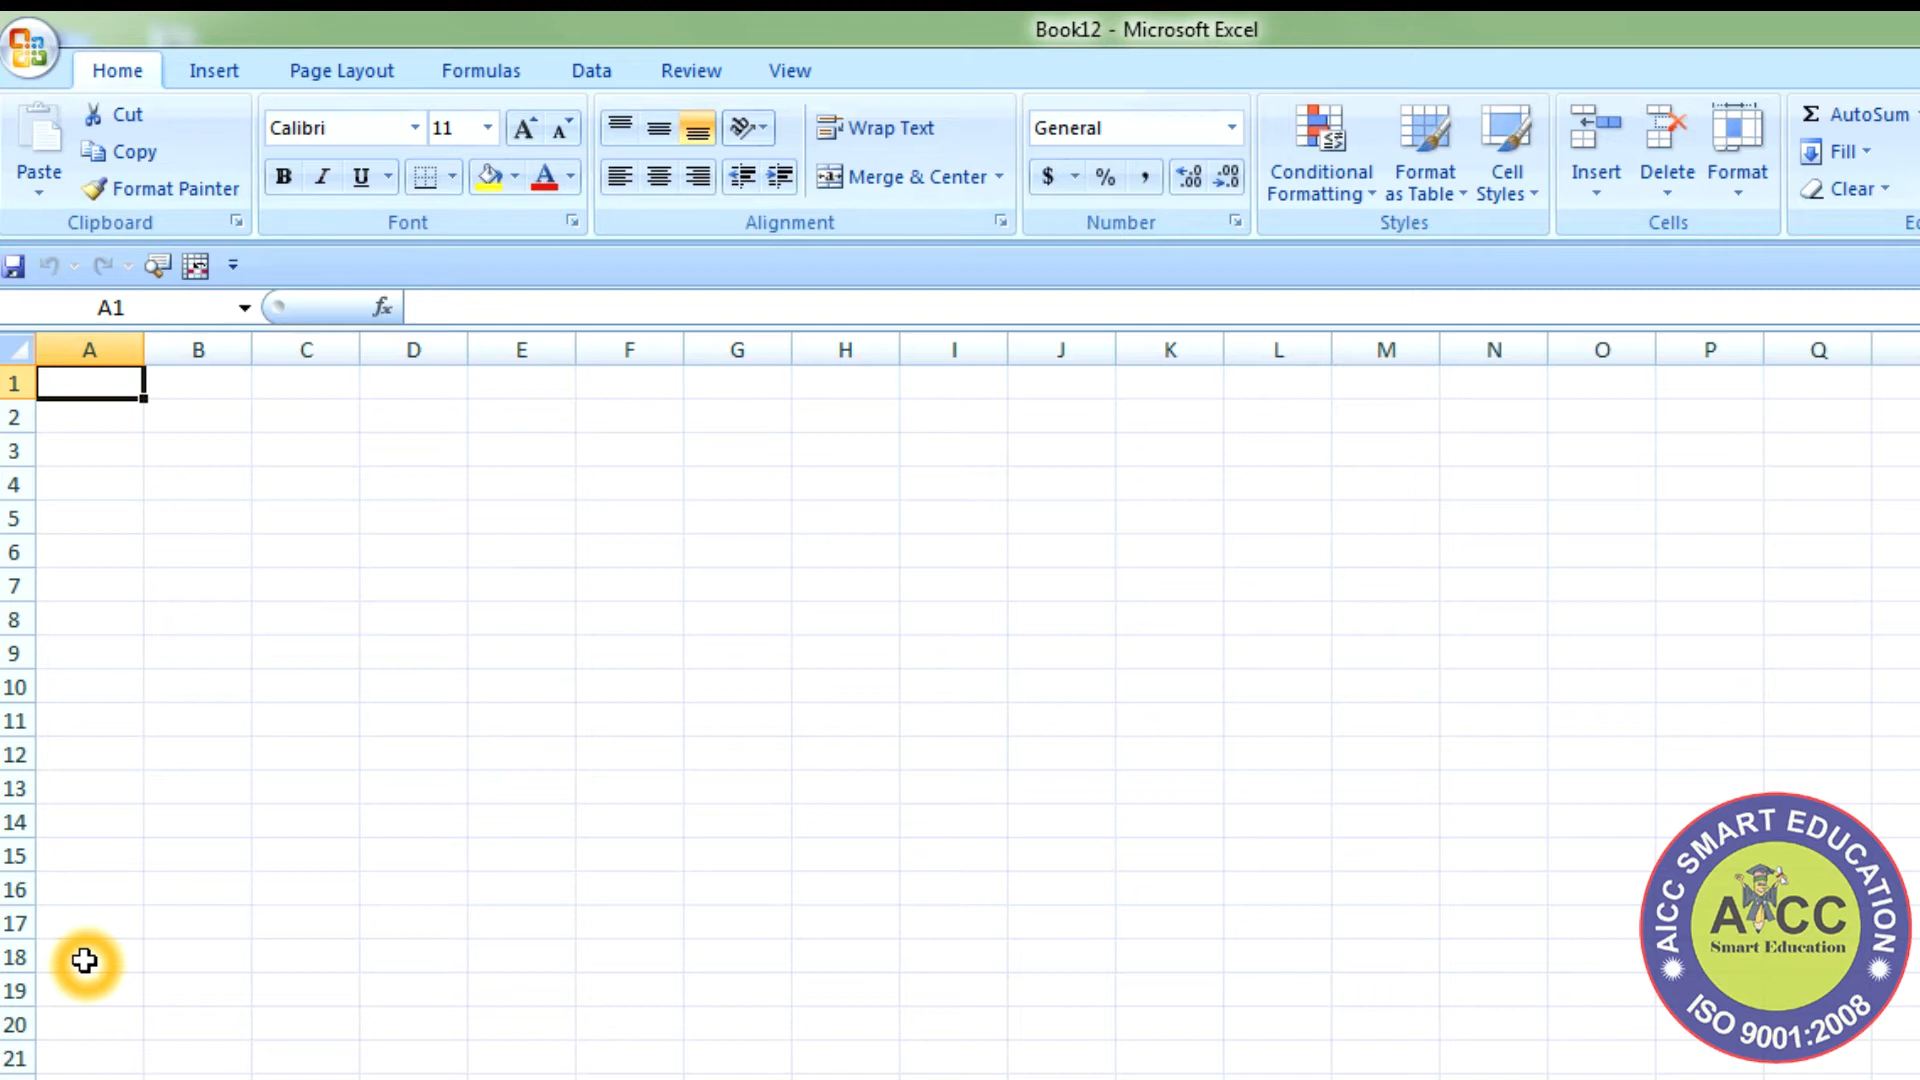 Book12 - Microsoft Excel
Home Insert Page Layout Formulas Data Review View
Paste
Cut
Copy
Format Painter
Clipboard
Calibri 11
B I U
Font
Wrap Text
Merge & Center
Alignment
General
$ % ,
Number
Conditional Formatting
Format as Table
Cell Styles
Styles
Insert Delete Format
Cells
Σ AutoSum
Fill
Clear
A1
fx
A B C D E F G H I J K L M N O P Q
1
2
3
4
5
6
7
8
9
10
11
12
13
14
15
16
17
18
19
20
21
AICC SMART EDUCATION
AICC
Smart Education
ISO 9001:2008